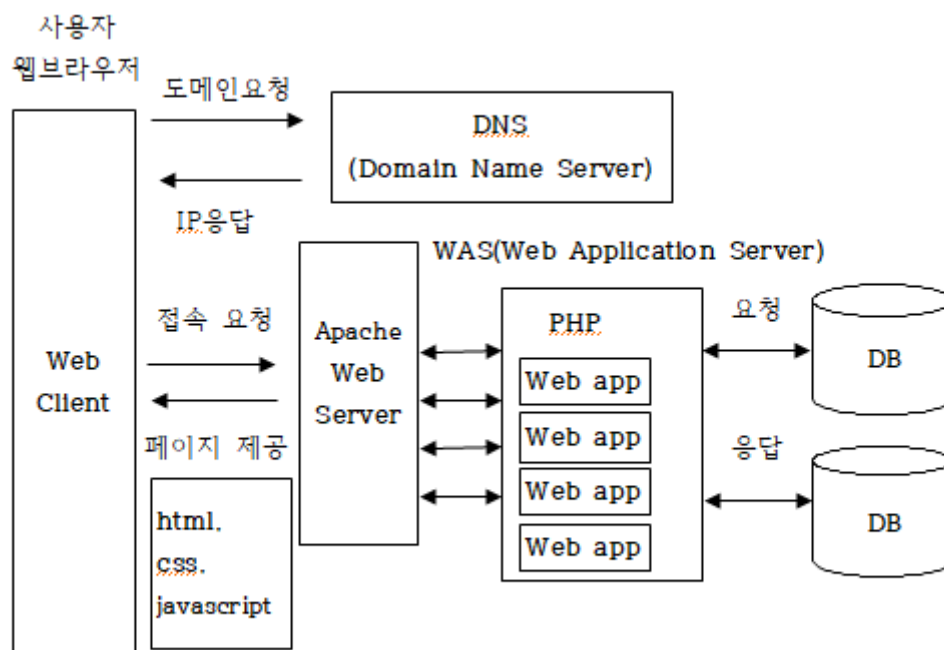 사용자
웹브라우저
도메인요청
DNS
(Domain Name Server)
IP응답
WAS(Web Application Server)
접속 요청
Apache
Web
Server
PHP
요청
Web
Client
DB
Web app
Web app
Web app
Web app
페이지 제공
응답
DB
html,
css,
javascript